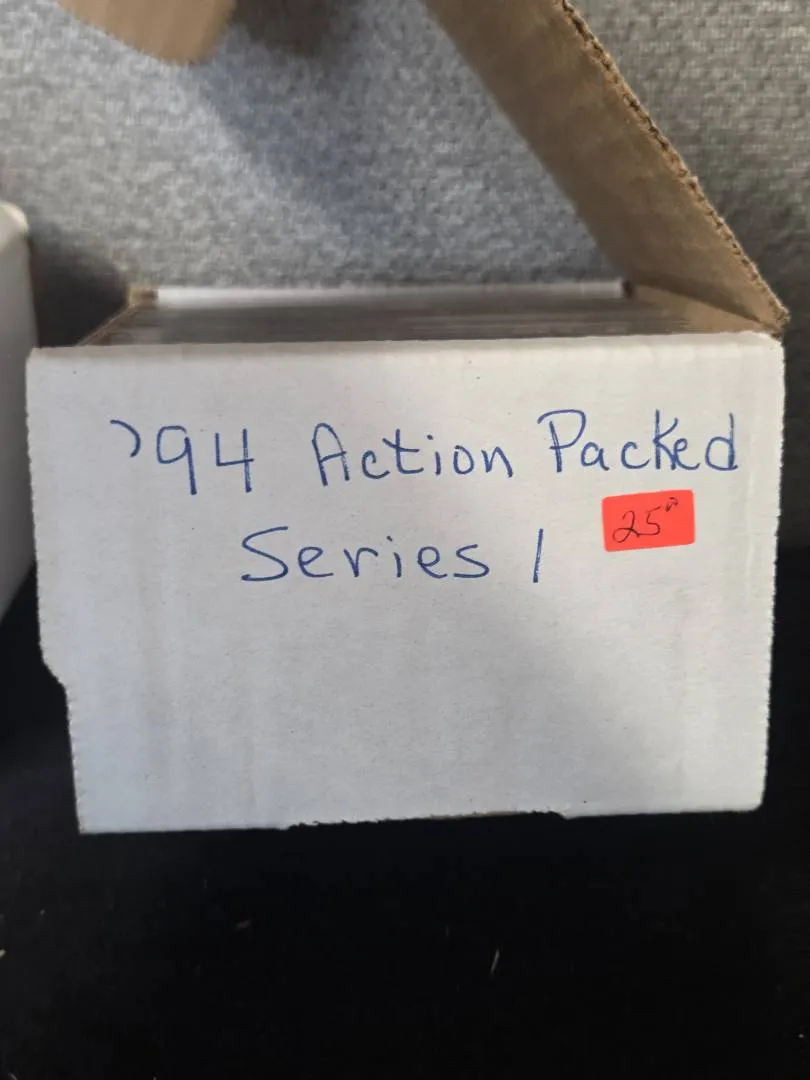 '94 Action Packed
Series 1
25